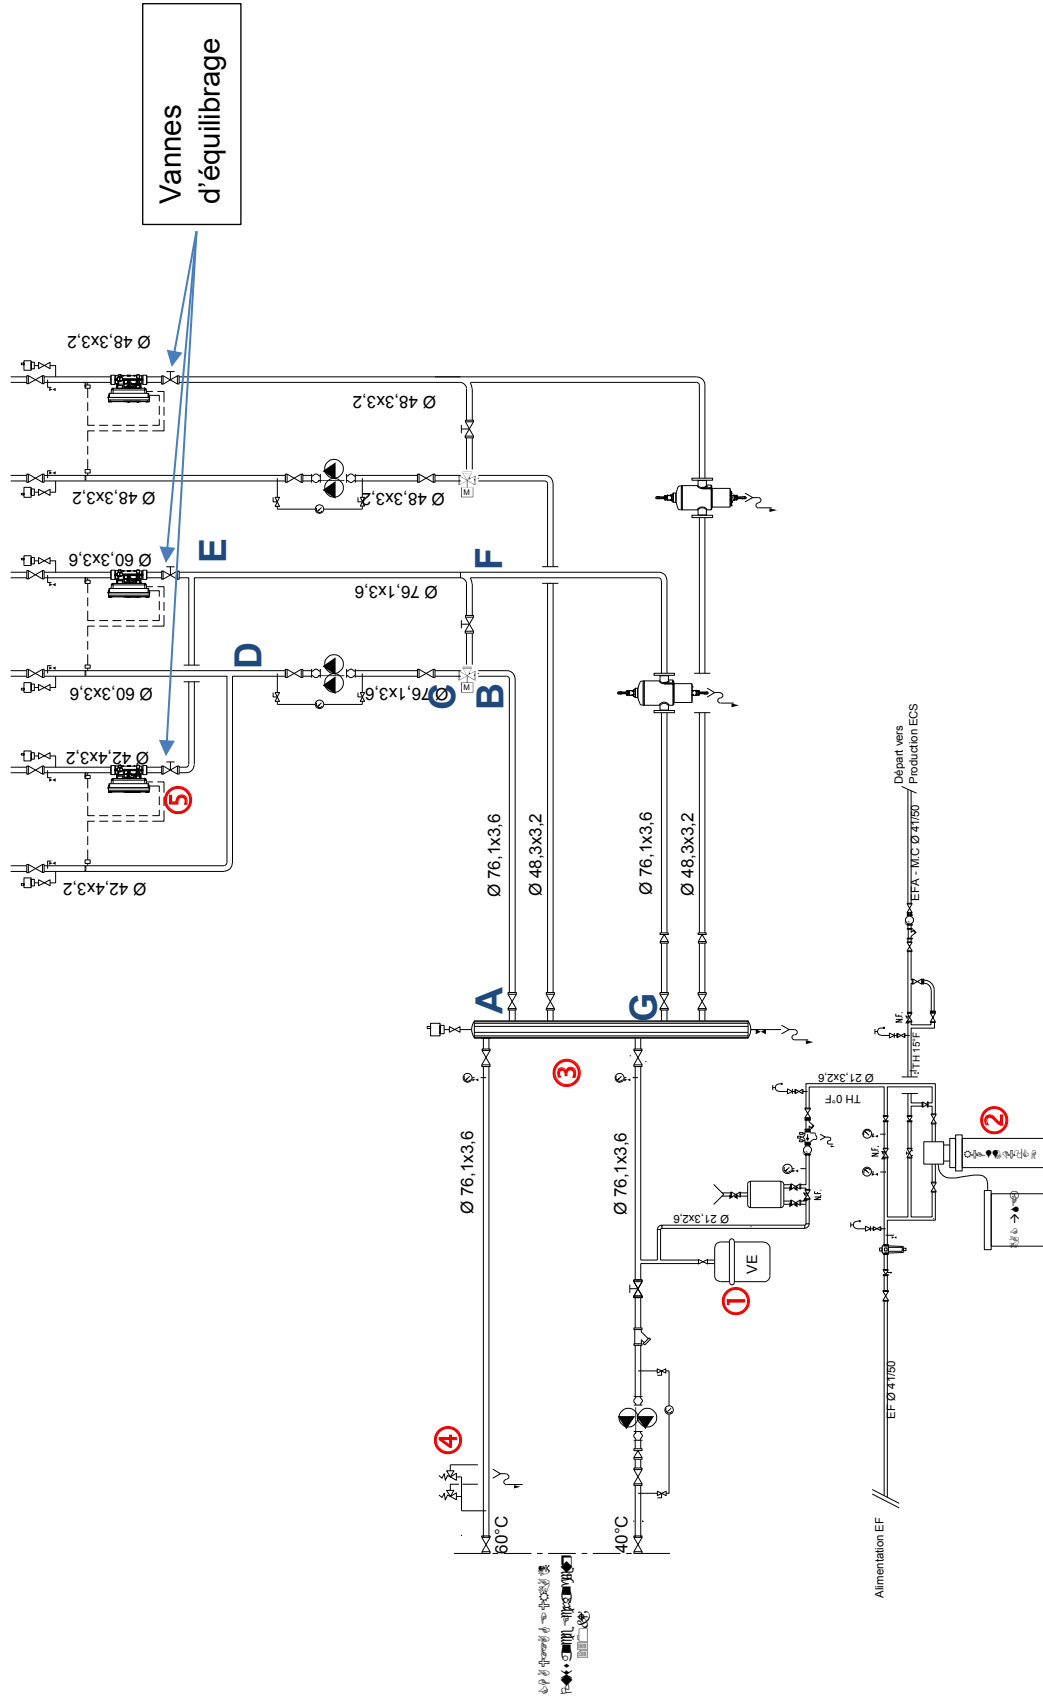 Vannes
d'équilibrage
Ø 48,3x3,2
Ø 48,3x3,2
Ø 48,3x3,2
Ø 48,3x3,2
Ø 60,3x3,6
E
F
Ø 76,1x3,6
Ø 60,3x3,6
D
C
B
Ø 76,1x3,6
M
M
Ø 42,4x3,2
5
Ø 42,4x3,2
Ø 76,1x3,6
Ø 48,3x3,2
Ø 76,1x3,6
Ø 48,3x3,2
A
G
3
Ø 76,1x3,6
Ø 76,1x3,6
4
60°C
40°C
VE
1
Ø 21,3x2,6
N.F.
Ø 21,3x2,6
TH 0°F
N.F.
2
TH 15°F
N.F.
EFA - M.C Ø 41/50
Départ vers
Production ECS
EF Ø 41/50
Alimentation EF